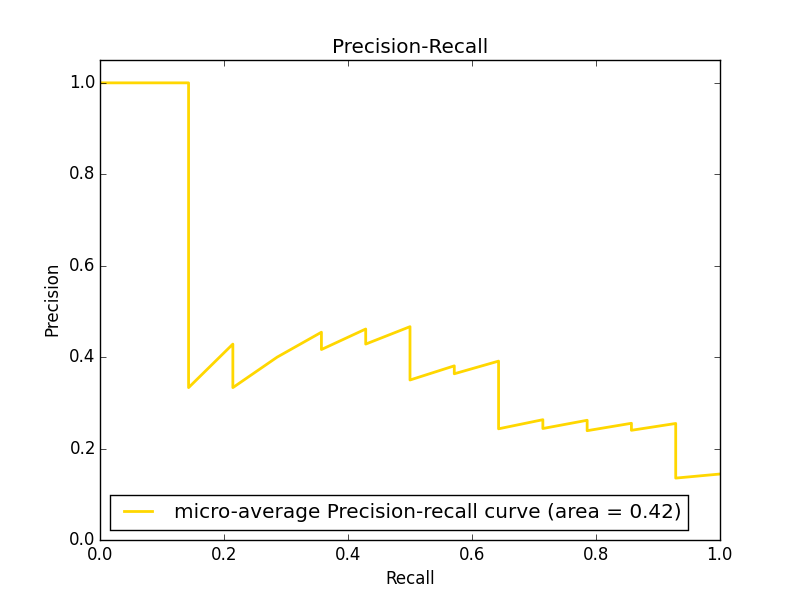 Precision-Recall
1.0
0.8
0.6
0.4
0.2
0.0
Precision
micro-average Precision-recall curve (area = 0.42)
0.0 0.2 0.4 0.6 0.8 1.0
Recall